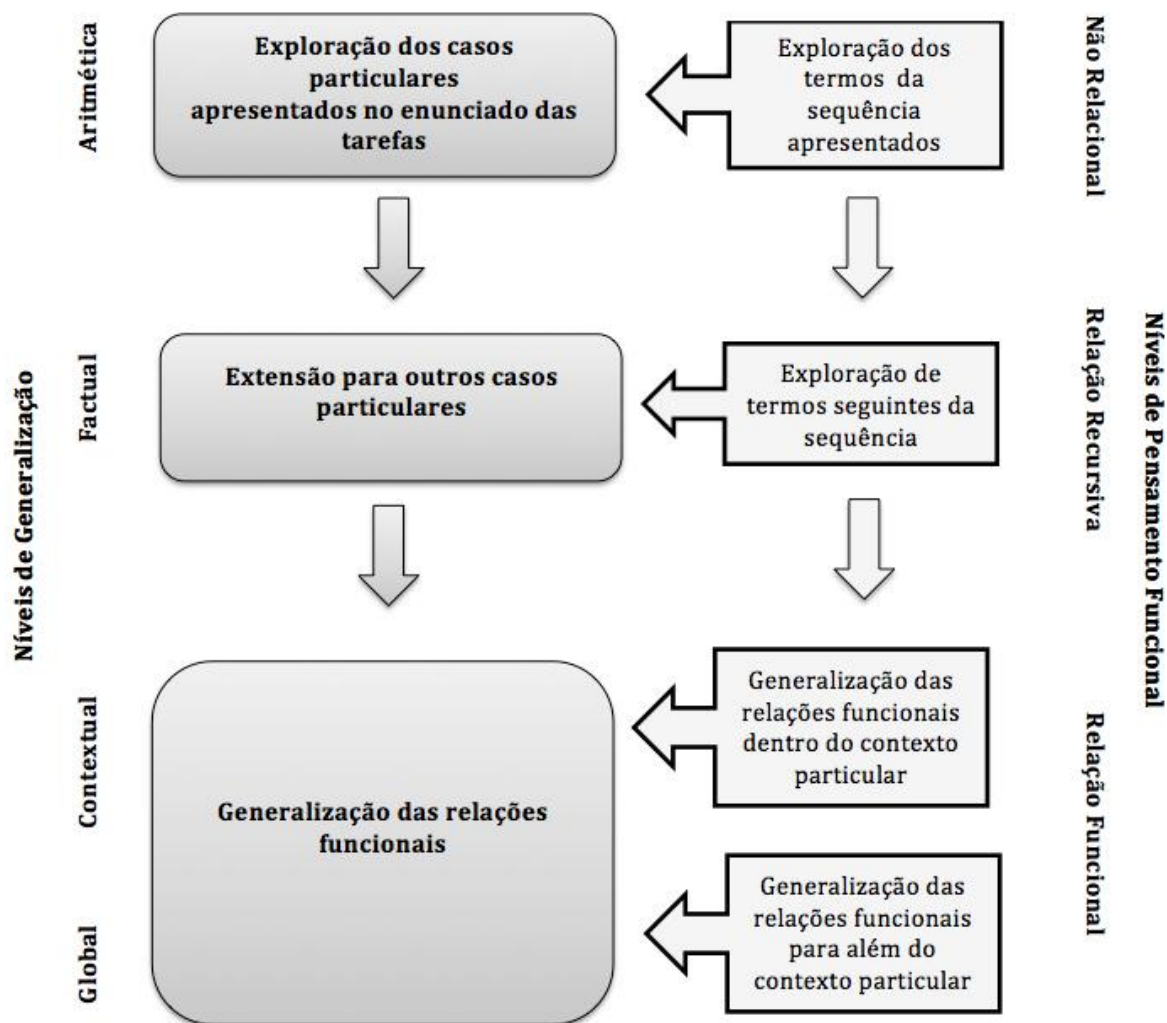 Níveis de Generalização
Aritmética
Exploração dos casos
particulares
apresentados no enunciado das
tarefas
Exploração dos
termos da
sequência
apresentados
Não Relacional
Factual
Extensão para outros casos
particulares
Exploração de
termos seguintes da
sequência
Relação Recursiva
Níveis de Pensamento Funcional
Contextual
Generalização das relações
funcionais
Generalização das
relações funcionais
dentro do contexto
particular
Relação Funcional
Global
Generalização das
relações funcionais
para além do
contexto particular